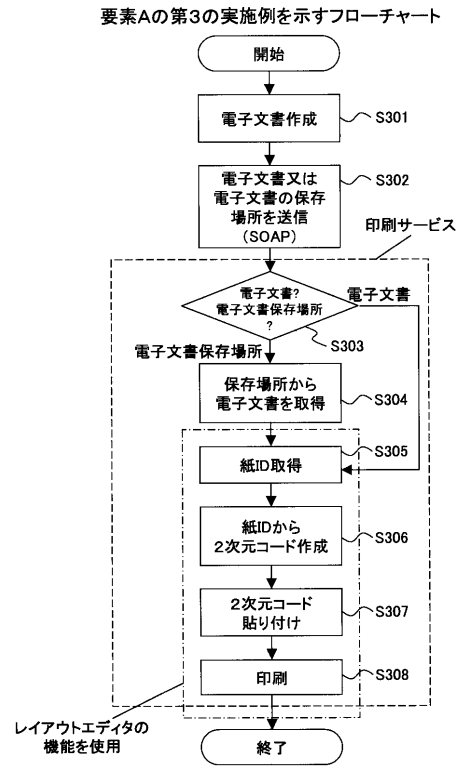 要素Aの第3の実施例を示すフローチャート
開始
電子文書作成
S301
電子文書又は
電子文書の保存
場所を送信
(SOAP)
S302
印刷サービス
電子文書?
電子文書保存場所
?
電子文書
S303
電子文書保存場所
保存場所から
電子文書を取得
S304
紙ID取得
S305
紙IDから
2次元コード作成
S306
2次元コード
貼り付け
S307
印刷
S308
レイアウトエディタの
機能を使用
終了